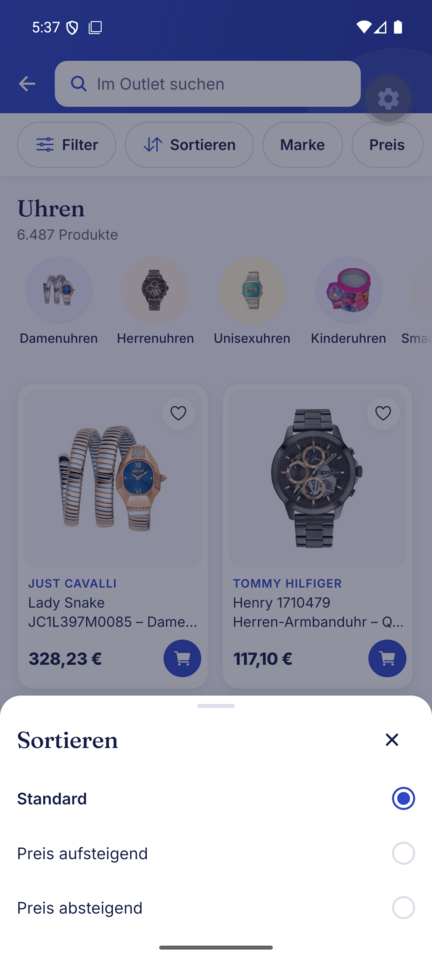 5:37
Im Outlet suchen
Filter
Sortieren
Marke
Preis
Uhren
6.487 Produkte
Damenuhren
Herrenuhren
Unisexuhren
Kinderuhren
Sma
JUST CAVALLI
Lady Snake
JC1L397M0085 – Dame...
328,23 €
TOMMY HILFIGER
Henry 1710479
Herren-Armbanduhr – Q...
117,10 €
Sortieren
Standard
Preis aufsteigend
Preis absteigend